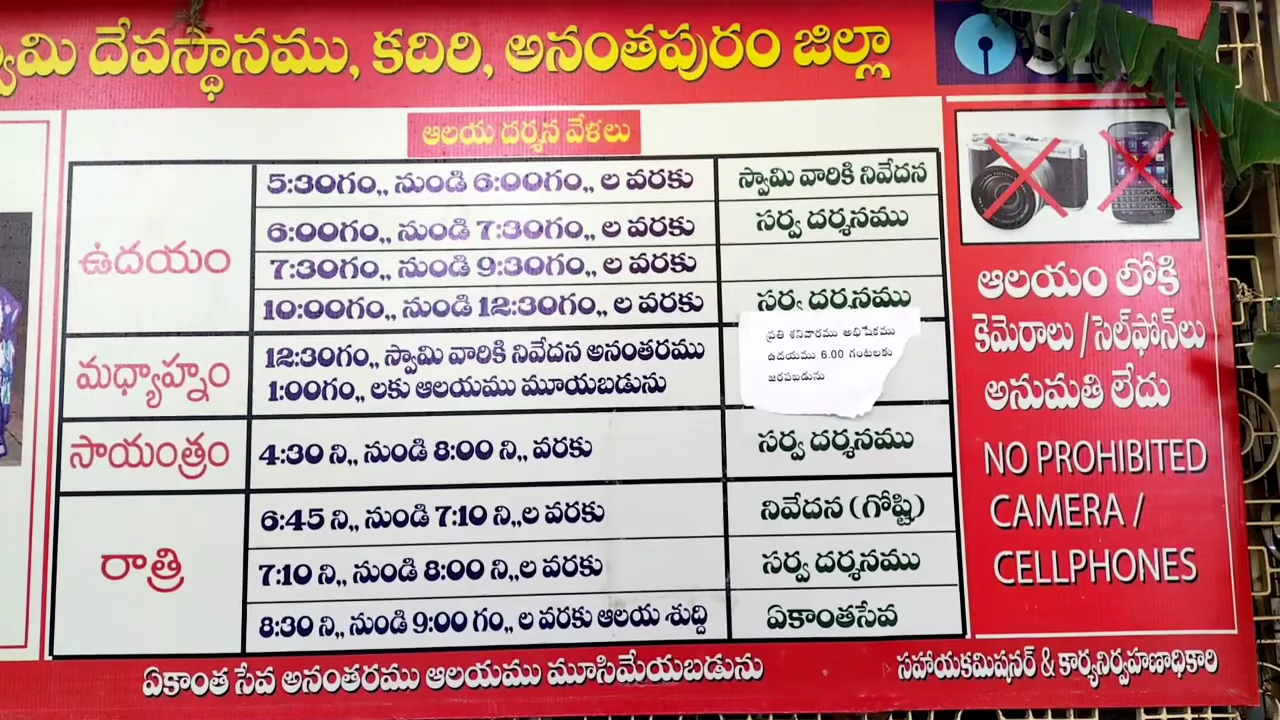 దేవస్థానము, కదిరి, అనంతపురం జిల్లా
ఆలయ దర్శన వేళలు
ఉదయం
5:30గం,, నుండి 6:00గం,, ల వరకు
స్వామి వారికి నివేదన
6:00గం,, నుండి 7:30గం,, ల వరకు
సర్వ దర్శనము
7:30గం,, నుండి 9:30గం,, ల వరకు
10:00గం,, నుండి 12:30గం,, ల వరకు
సర్వ దర్శనము
మధ్యాహ్నం
12:30గం,, స్వామి వారికి నివేదన అనంతరము
1:00గం,, లకు ఆలయము మూయబడును
ప్రతి శనివారము అభిషేకము
ఉదయము 6.00 గంటలకు
జరపబడును
సాయంత్రం
4:30 ని,, నుండి 8:00 ని,, వరకు
సర్వ దర్శనము
రాత్రి
6:45 ని,, నుండి 7:10 ని,,ల వరకు
నివేదన (గోష్టి)
7:10 ని,, నుండి 8:00 ని,,ల వరకు
సర్వ దర్శనము
8:30 ని,, నుండి 9:00 గం,, ల వరకు ఆలయ శుద్ది
ఏకాంతసేవ
ఏకాంత సేవ అనంతరము ఆలయము మూసివేయబడును
ఆలయం లోకి
కెమెరాలు / సెల్‌ఫోన్‌లు
అనుమతి లేదు
NO PROHIBITED
CAMERA /
CELLPHONES
సహాయకమిషనర్ & కార్యనిర్వహణాధికారి